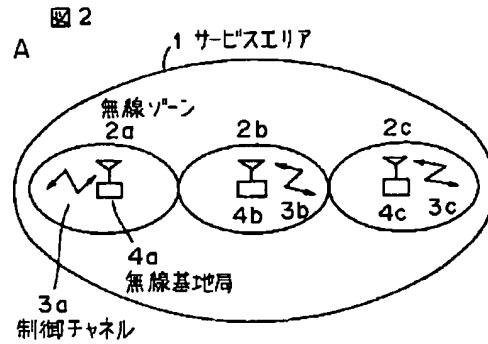 図2
A
1 サービスエリア
無線ゾーン
2a 2b 2c
4b 3b 4c 3c
4a
無線基地局
3a
制御チャネル